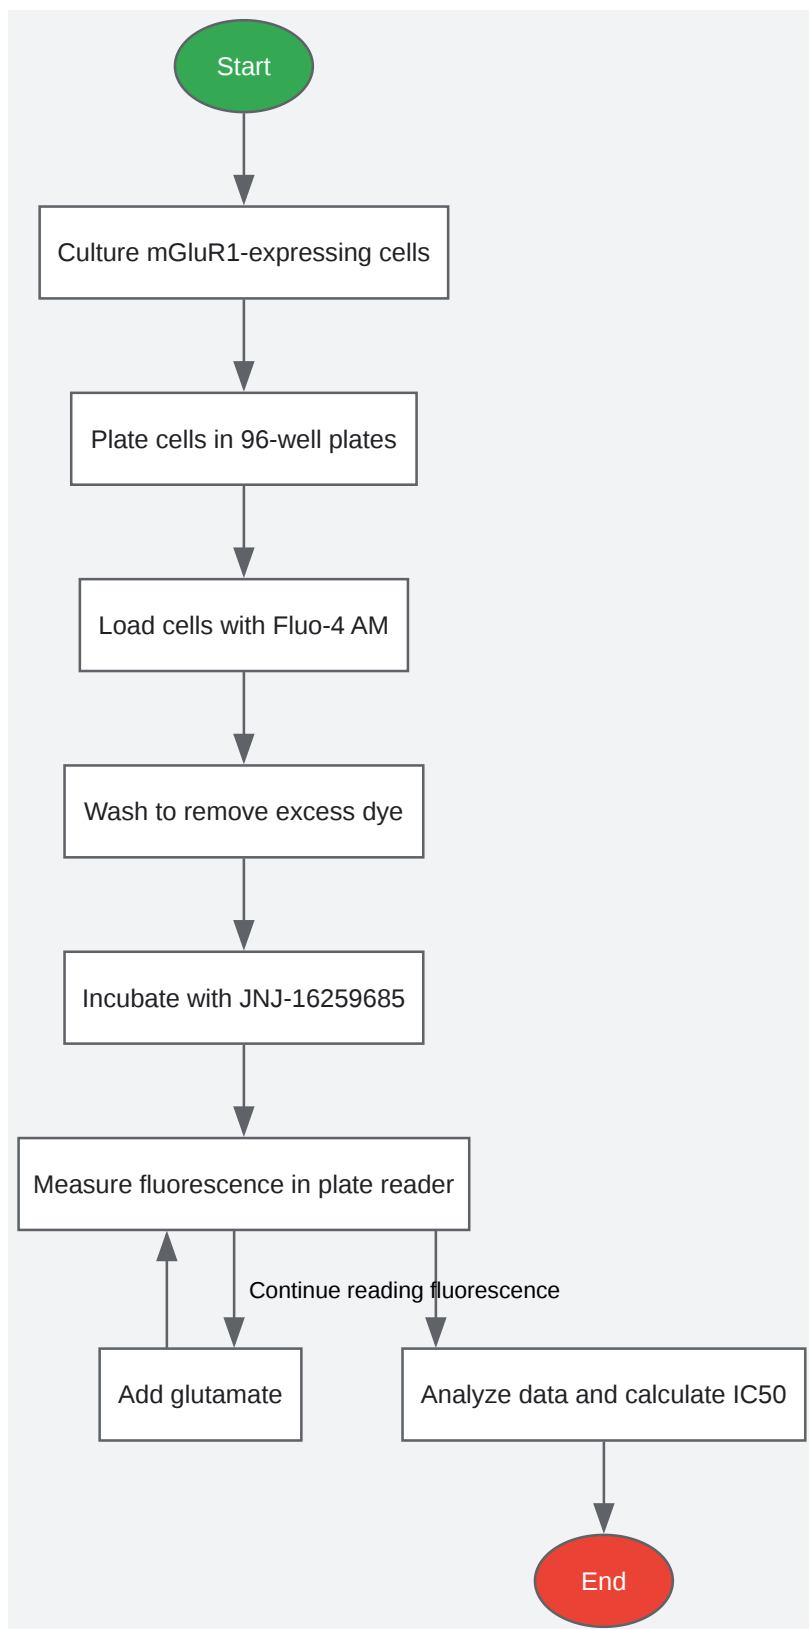 Start
Culture mGluR1-expressing cells
Plate cells in 96-well plates
Load cells with Fluo-4 AM
Wash to remove excess dye
Incubate with JNJ-16259685
Measure fluorescence in plate reader
Continue reading fluorescence
Add glutamate
Analyze data and calculate IC50
End